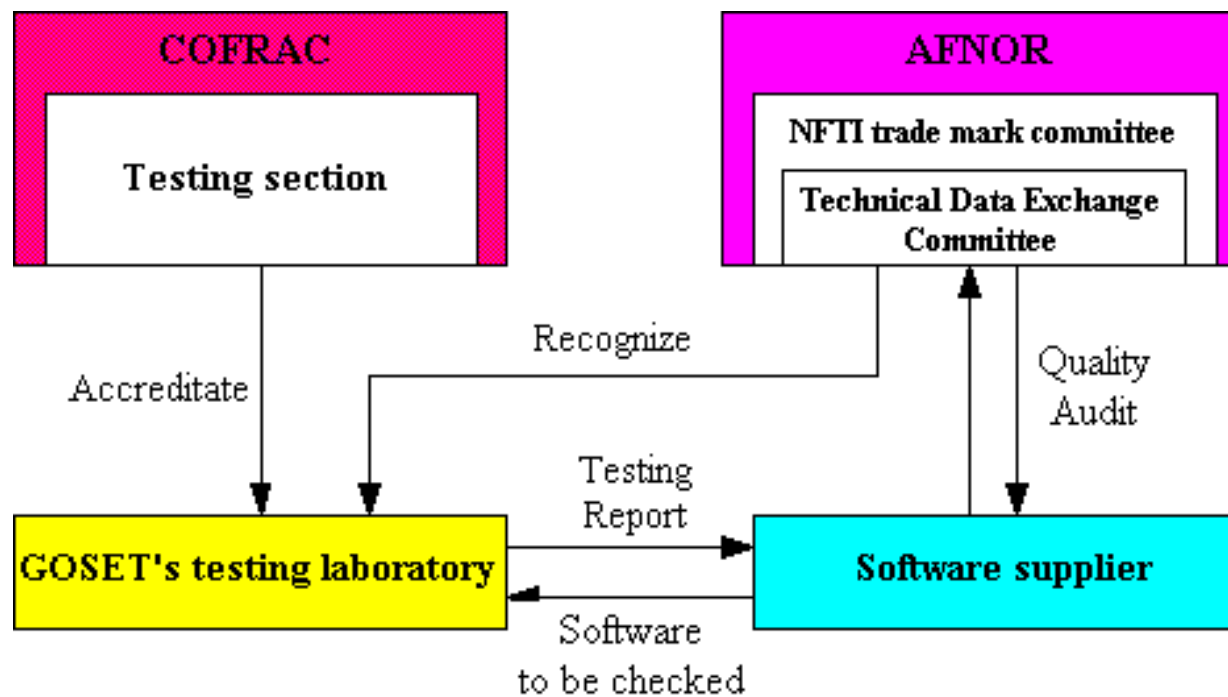 COFRAC
Testing section
AFNOR
NFTI trade mark committee
Technical Data Exchange
Committee
Recognize
Accreditate
Quality
Audit
Testing
Report
GOSET's testing laboratory
Software supplier
Software
to be checked